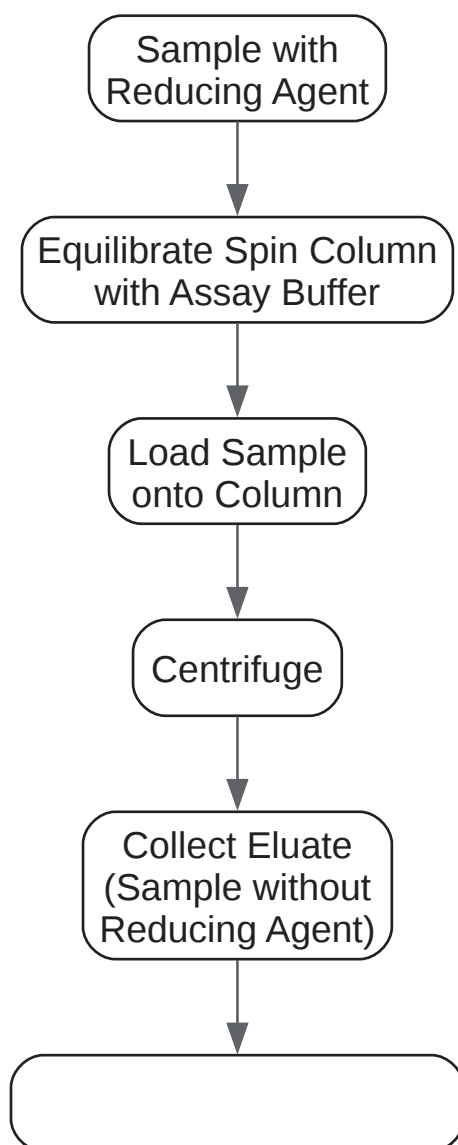 Sample with
Reducing Agent
Equilibrate Spin Column
with Assay Buffer
Load Sample
onto Column
Centrifuge
Collect Eluate
(Sample without
Reducing Agent)